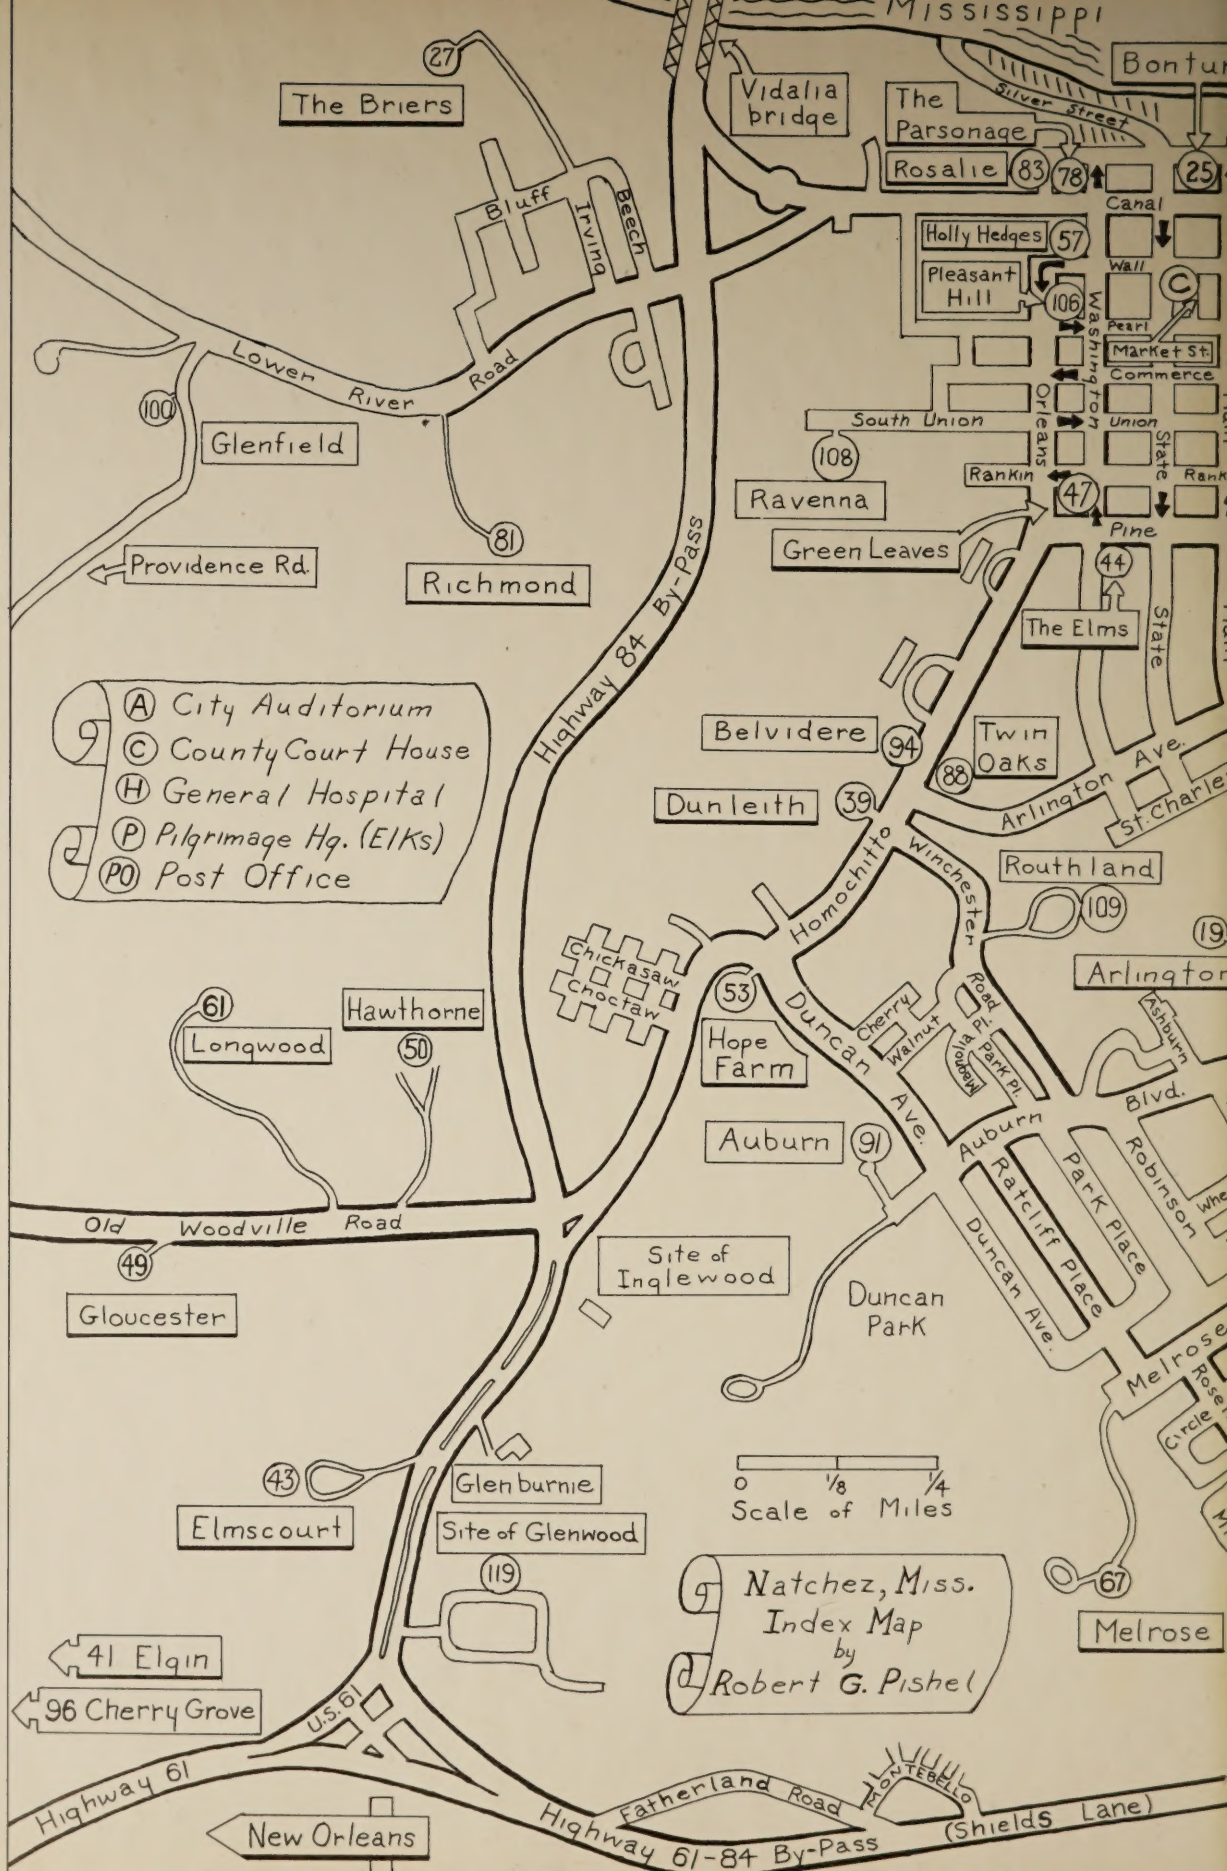 MISSISSIPPI
27
The Briers
Vidalia
bridge
Silver Street
The
Parsonage
Rosalie
83
78
25
Canal
Bluff
Irving
Beech
Holly Hedges
57
Wall
Pleasant
Hill
106
C
Washington
Pearl
Market St.
Commerce
Orleans
South Union
Union
State
108
Ravenna
Rankin
47
Green Leaves
Pine
44
The Elms
State
Lower River Road
100
Glenfield
81
Richmond
Providence Rd.
Highway 84 By-Pass
A City Auditorium
C County Court House
H General Hospital
P Pilgrimage Hq. (Elks)
PO Post Office
Belvidere
94
Twin
Oaks
88
Dunleith
39
Arlington Ave.
Homochitto
Winchester Road
Routhland
109
19
Arlington
Chickasaw
Choctaw
53
Hope
Farm
Duncan Ave.
Cherry
Walnut
Magnolia Pl.
Park Pl.
Ashburn
61
Longwood
Hawthorne
50
Auburn
91
Auburn Blvd.
Ratcliff Place
Park Place
Robinson
Duncan Ave.
Old Woodville Road
49
Gloucester
Site of
Inglewood
Duncan
Park
Melrose
Circle
43
Elmscourt
Glenburnie
Site of Glenwood
119
0 1/8 1/4
Scale of Miles
Natchez, Miss.
Index Map
by
Robert G. Pishel
67
Melrose
41 Elgin
96 Cherry Grove
U.S. 61
Highway 61
New Orleans
Fatherland Road
MONTEBELLO
Highway 61-84 By-Pass
(Shields Lane)